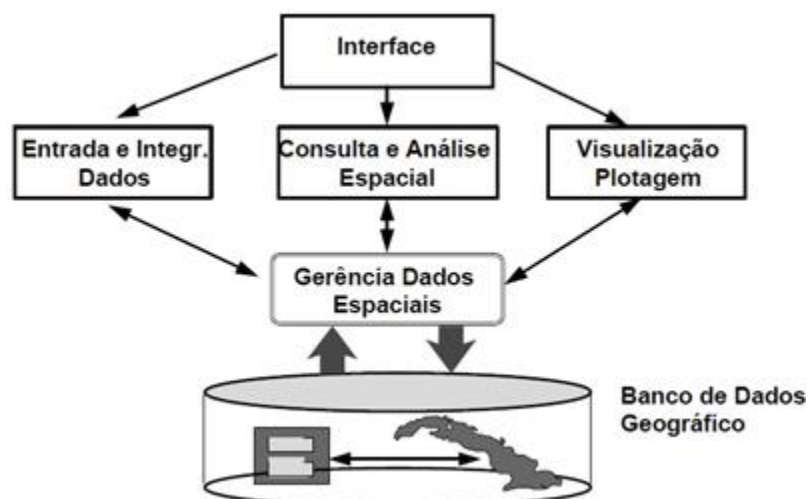 Interface
Entrada e Integr.
Dados
Consulta e Análise
Espacial
Visualização
Plotagem
Gerência Dados
Espaciais
Banco de Dados
Geográfico